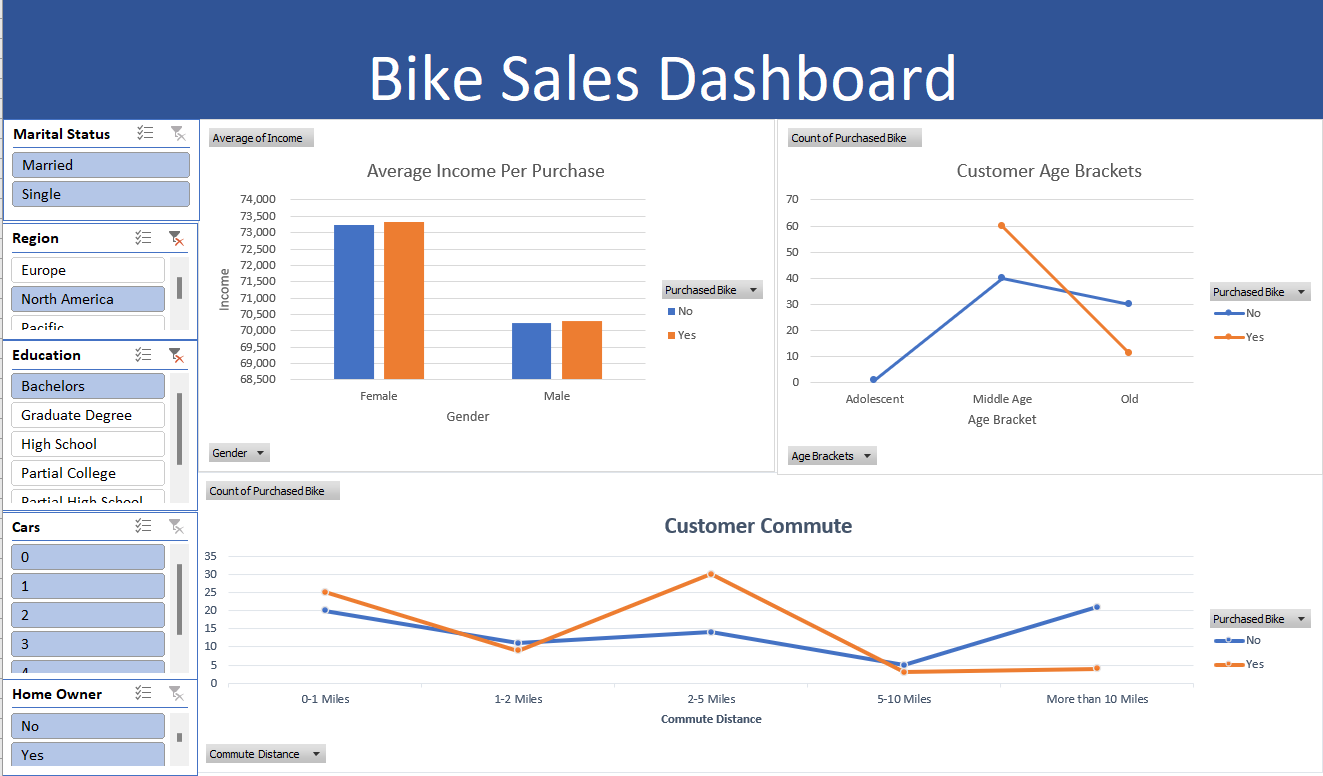 Bike Sales Dashboard
Marital Status
Married
Single
Region
Europe
North America
Pacific
Education
Bachelors
Graduate Degree
High School
Partial College
Partial High School
Cars
0
1
2
3
4
Home Owner
No
Yes
Average of Income
Average Income Per Purchase
74,000
73,500
73,000
72,500
72,000
71,500
71,000
70,500
70,000
69,500
69,000
68,500
Income
Female
Male
Gender
Purchased Bike
No
Yes
Gender
Count of Purchased Bike
Customer Age Brackets
70
60
50
40
30
20
10
0
Adolescent
Middle Age
Old
Age Bracket
Purchased Bike
No
Yes
Age Brackets
Count of Purchased Bike
Customer Commute
35
30
25
20
15
10
5
0
0-1 Miles
1-2 Miles
2-5 Miles
5-10 Miles
More than 10 Miles
Commute Distance
Purchased Bike
No
Yes
Commute Distance